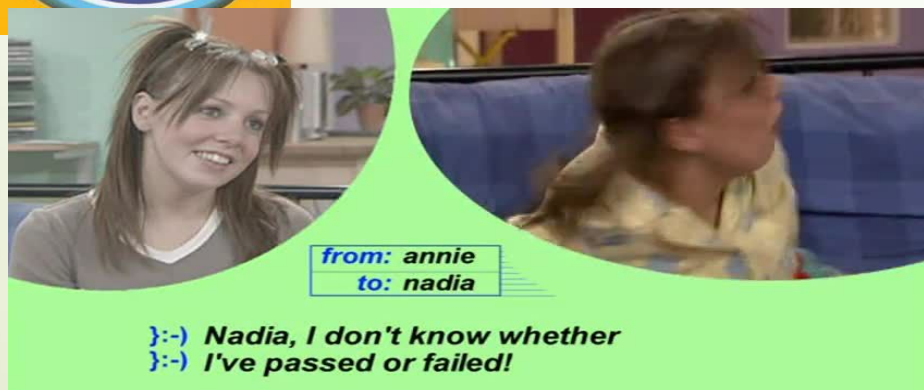 from: annie
to: nadia
}:-) Nadia, I don't know whether
}:-) I've passed or failed!